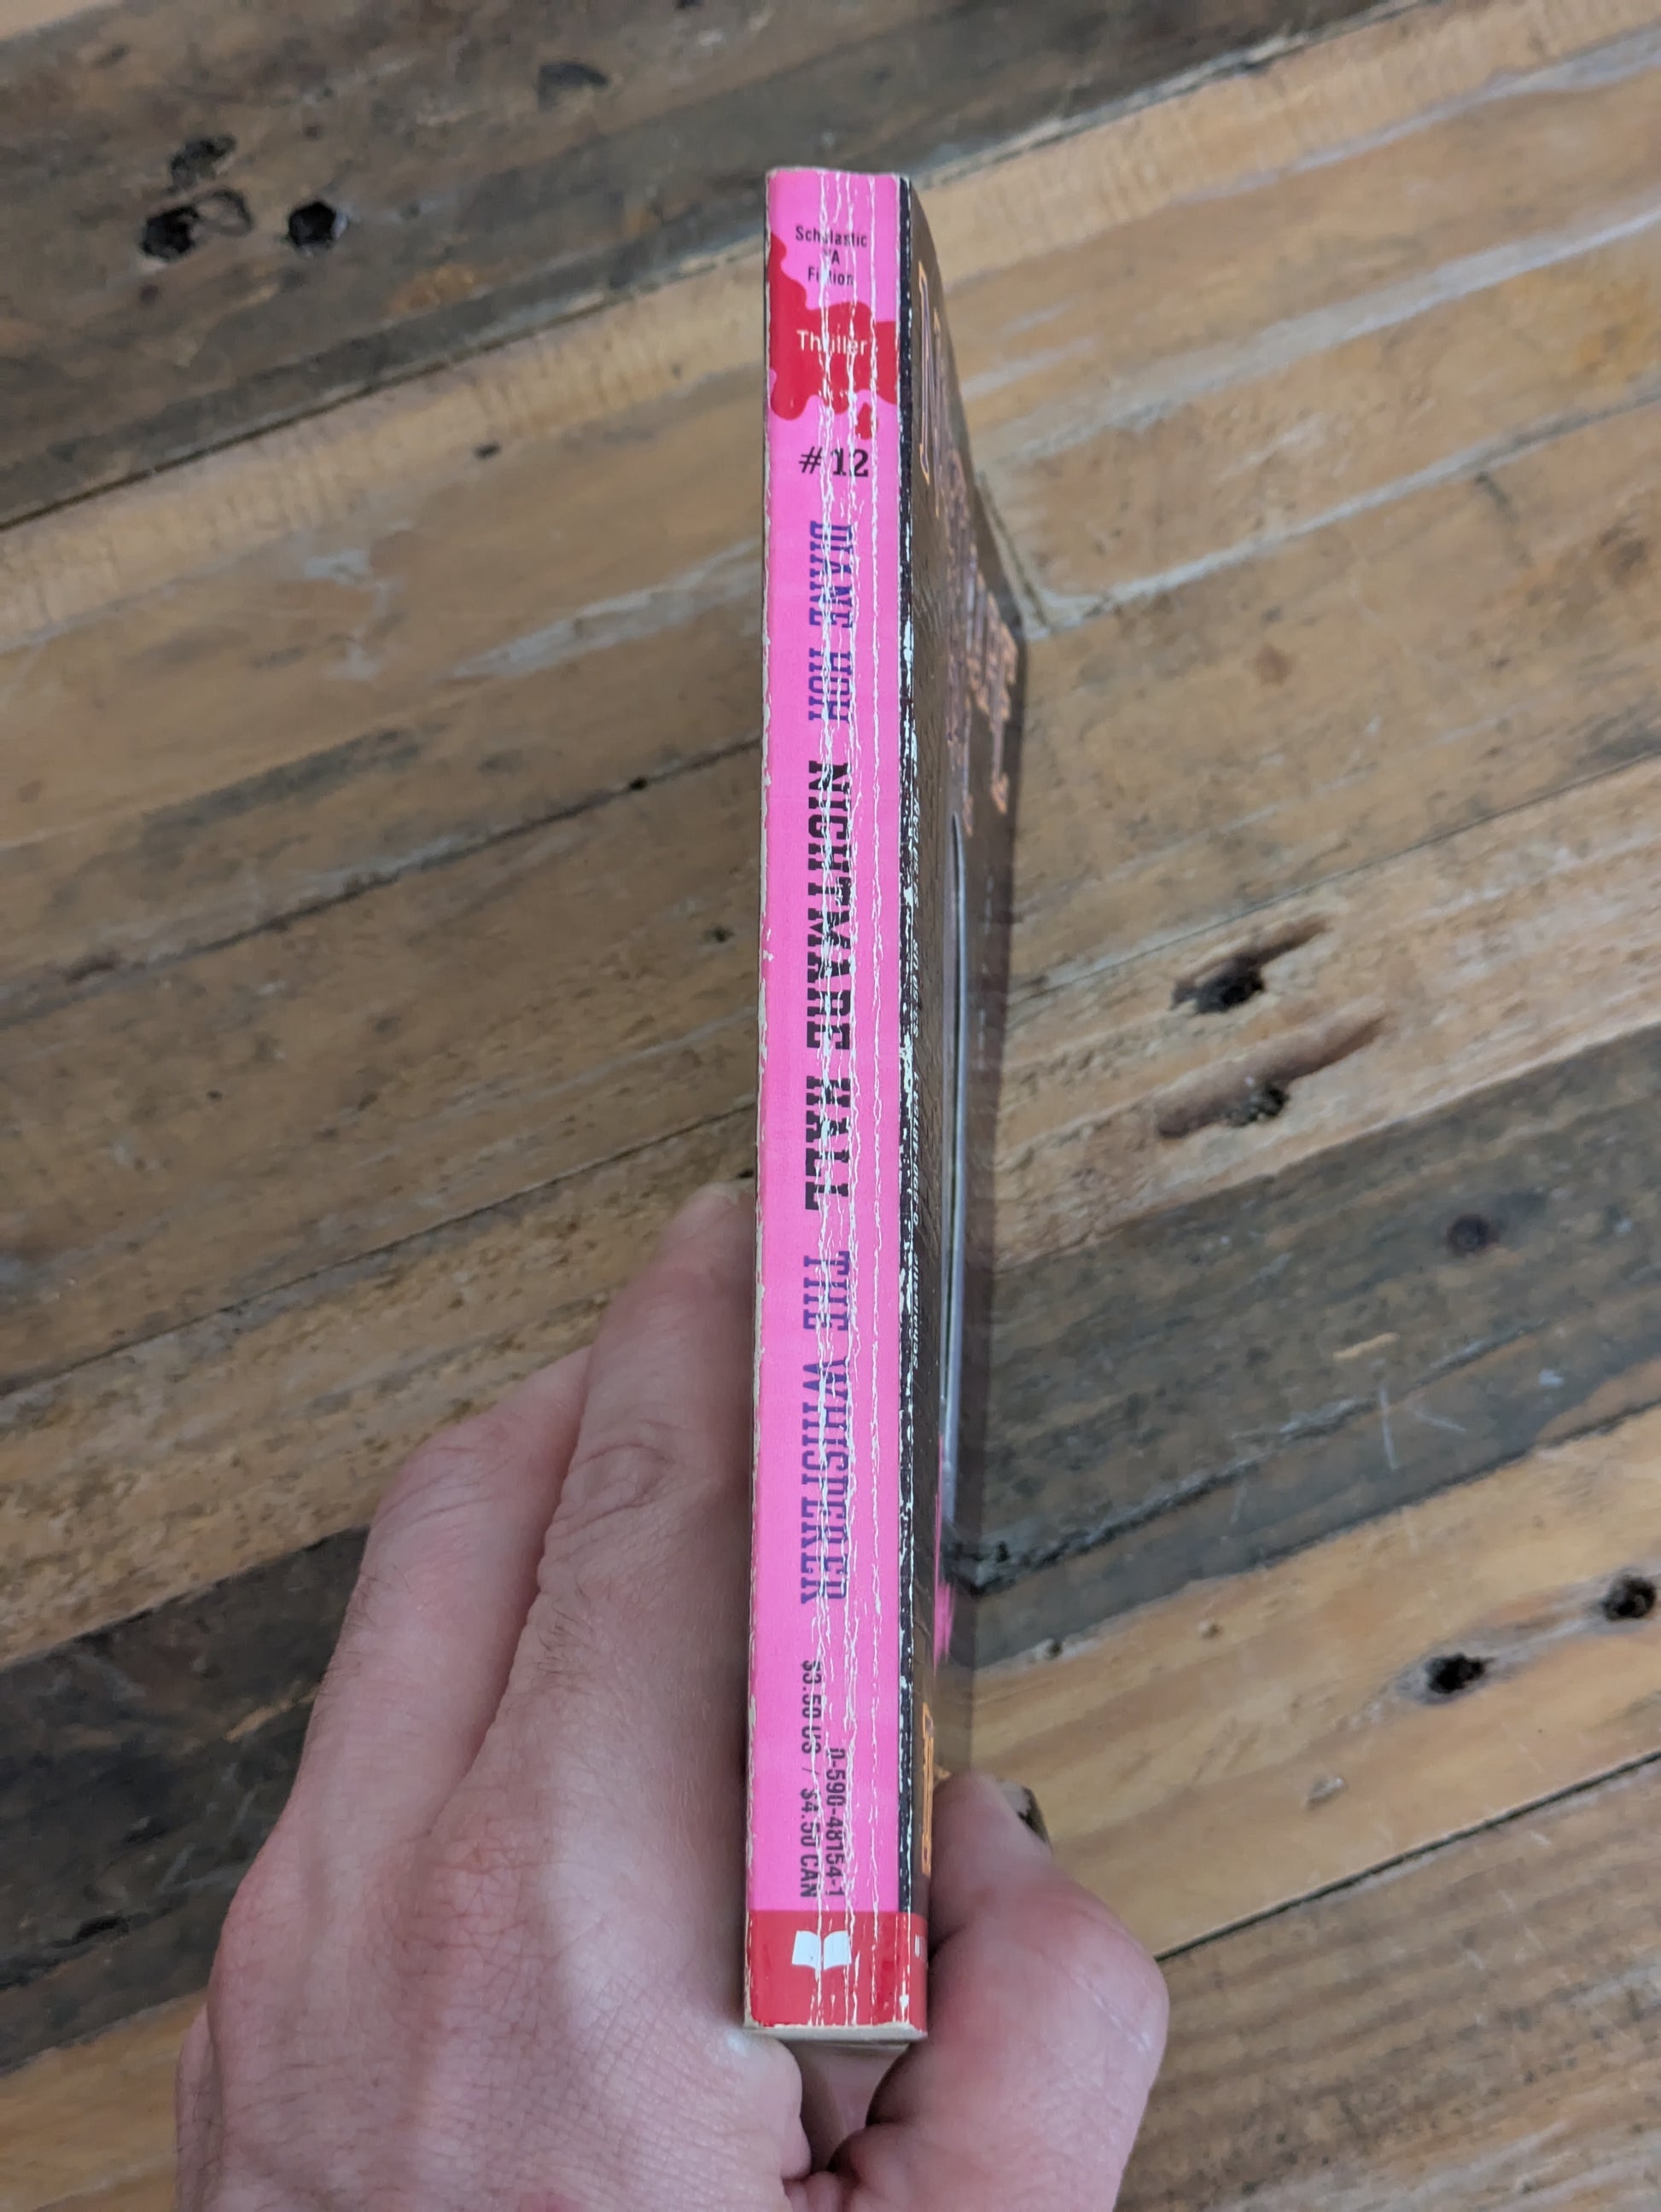 Scholastic
YA
Fiction
Thriller
#12
DIANE HOH NIGHTMARE HALL THE WHISPERER
0-590-48154-1
$3.50 US / $4.50 CAN